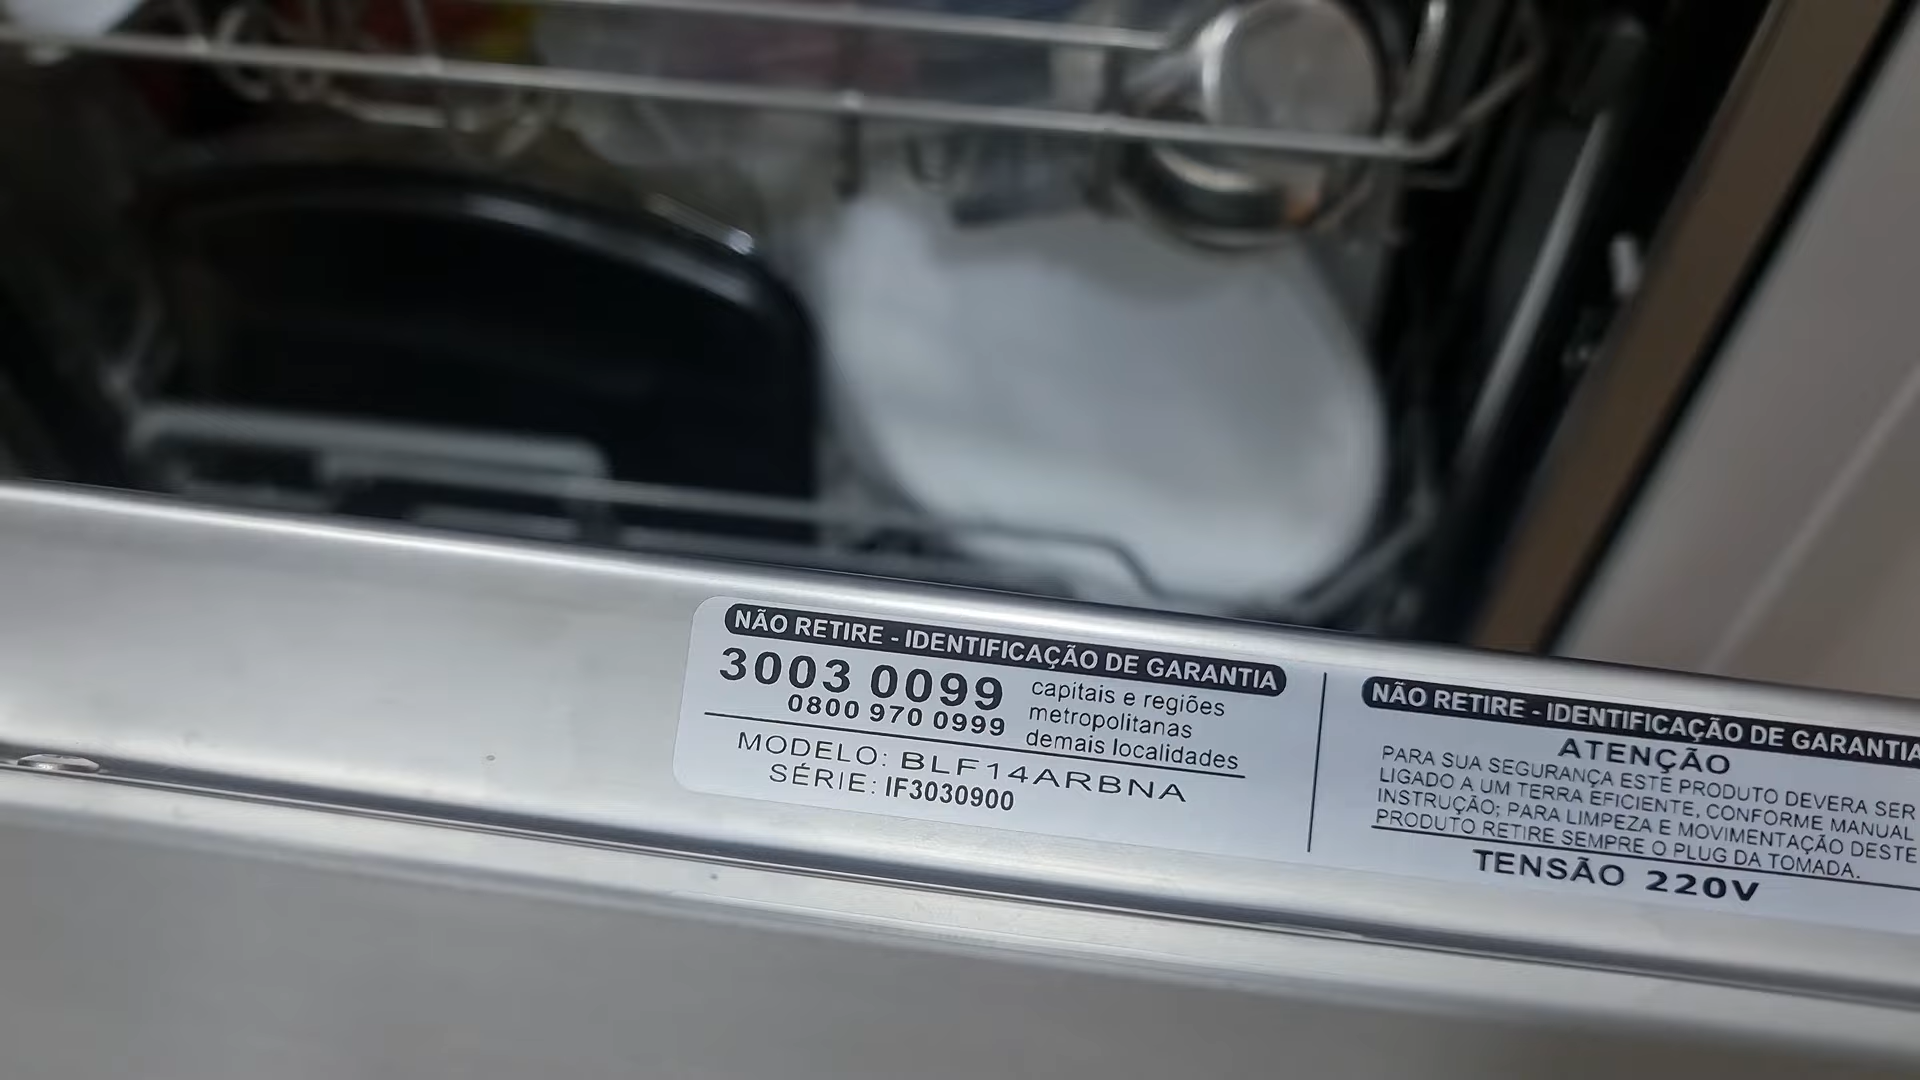 NÃO RETIRE - IDENTIFICAÇÃO DE GARANTIA
3003 0099 capitais e regiões
metropolitanas
0800 970 0999 demais localidades
MODELO: BLF14ARBNA
SÉRIE: IF3030900
NÃO RETIRE - IDENTIFICAÇÃO DE GARANTIA
ATENÇÃO
PARA SUA SEGURANÇA ESTE PRODUTO DEVERA SER
LIGADO A UM TERRA EFICIENTE, CONFORME MANUAL
INSTRUÇÃO; PARA LIMPEZA E MOVIMENTAÇÃO DESTE
PRODUTO RETIRE SEMPRE O PLUG DA TOMADA.
TENSÃO 220V